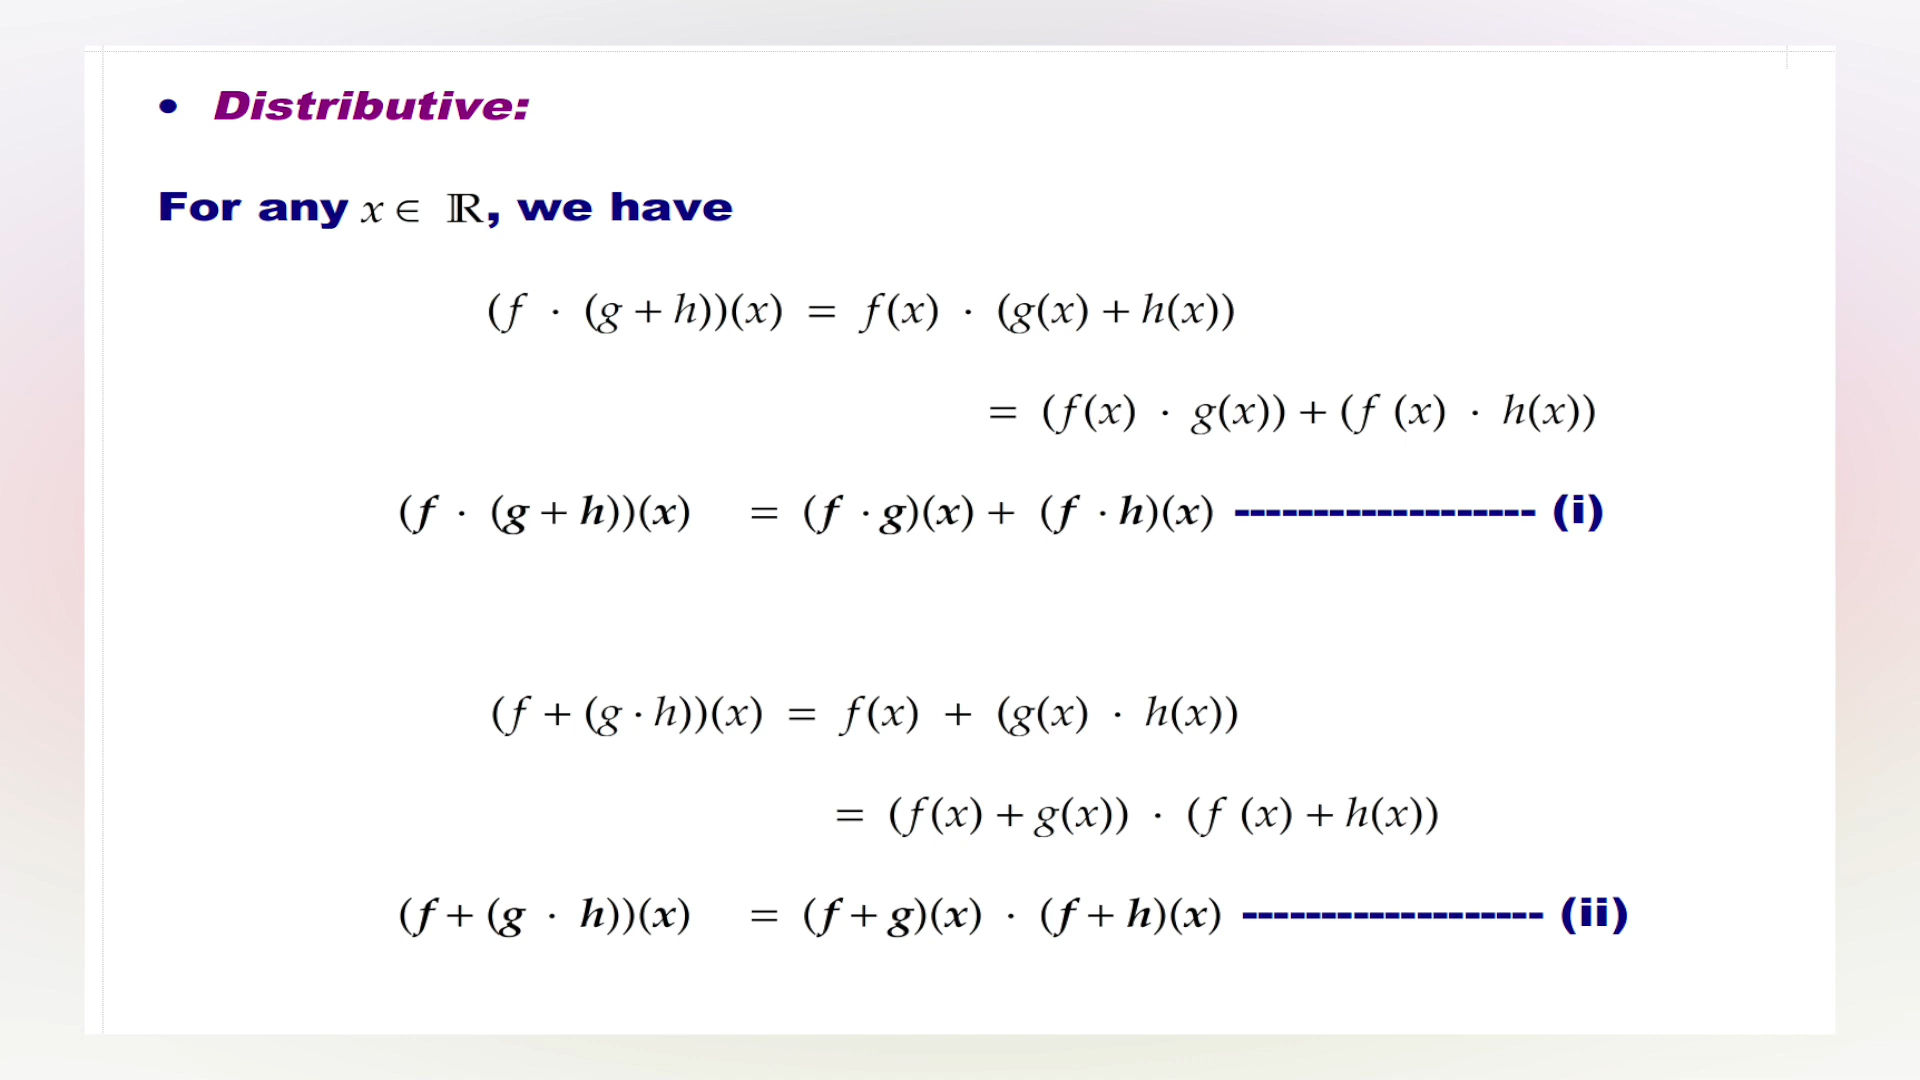 • Distributive:
For any x ∈ ℝ, we have
(f · (g + h))(x) = f(x) · (g(x) + h(x))
= (f(x) · g(x)) + (f (x) · h(x))
(f · (g + h))(x) = (f · g)(x) + (f · h)(x) ------------------- (i)
(f + (g · h))(x) = f(x) + (g(x) · h(x))
= (f(x) + g(x)) · (f (x) + h(x))
(f + (g · h))(x) = (f + g)(x) · (f + h)(x) ------------------- (ii)